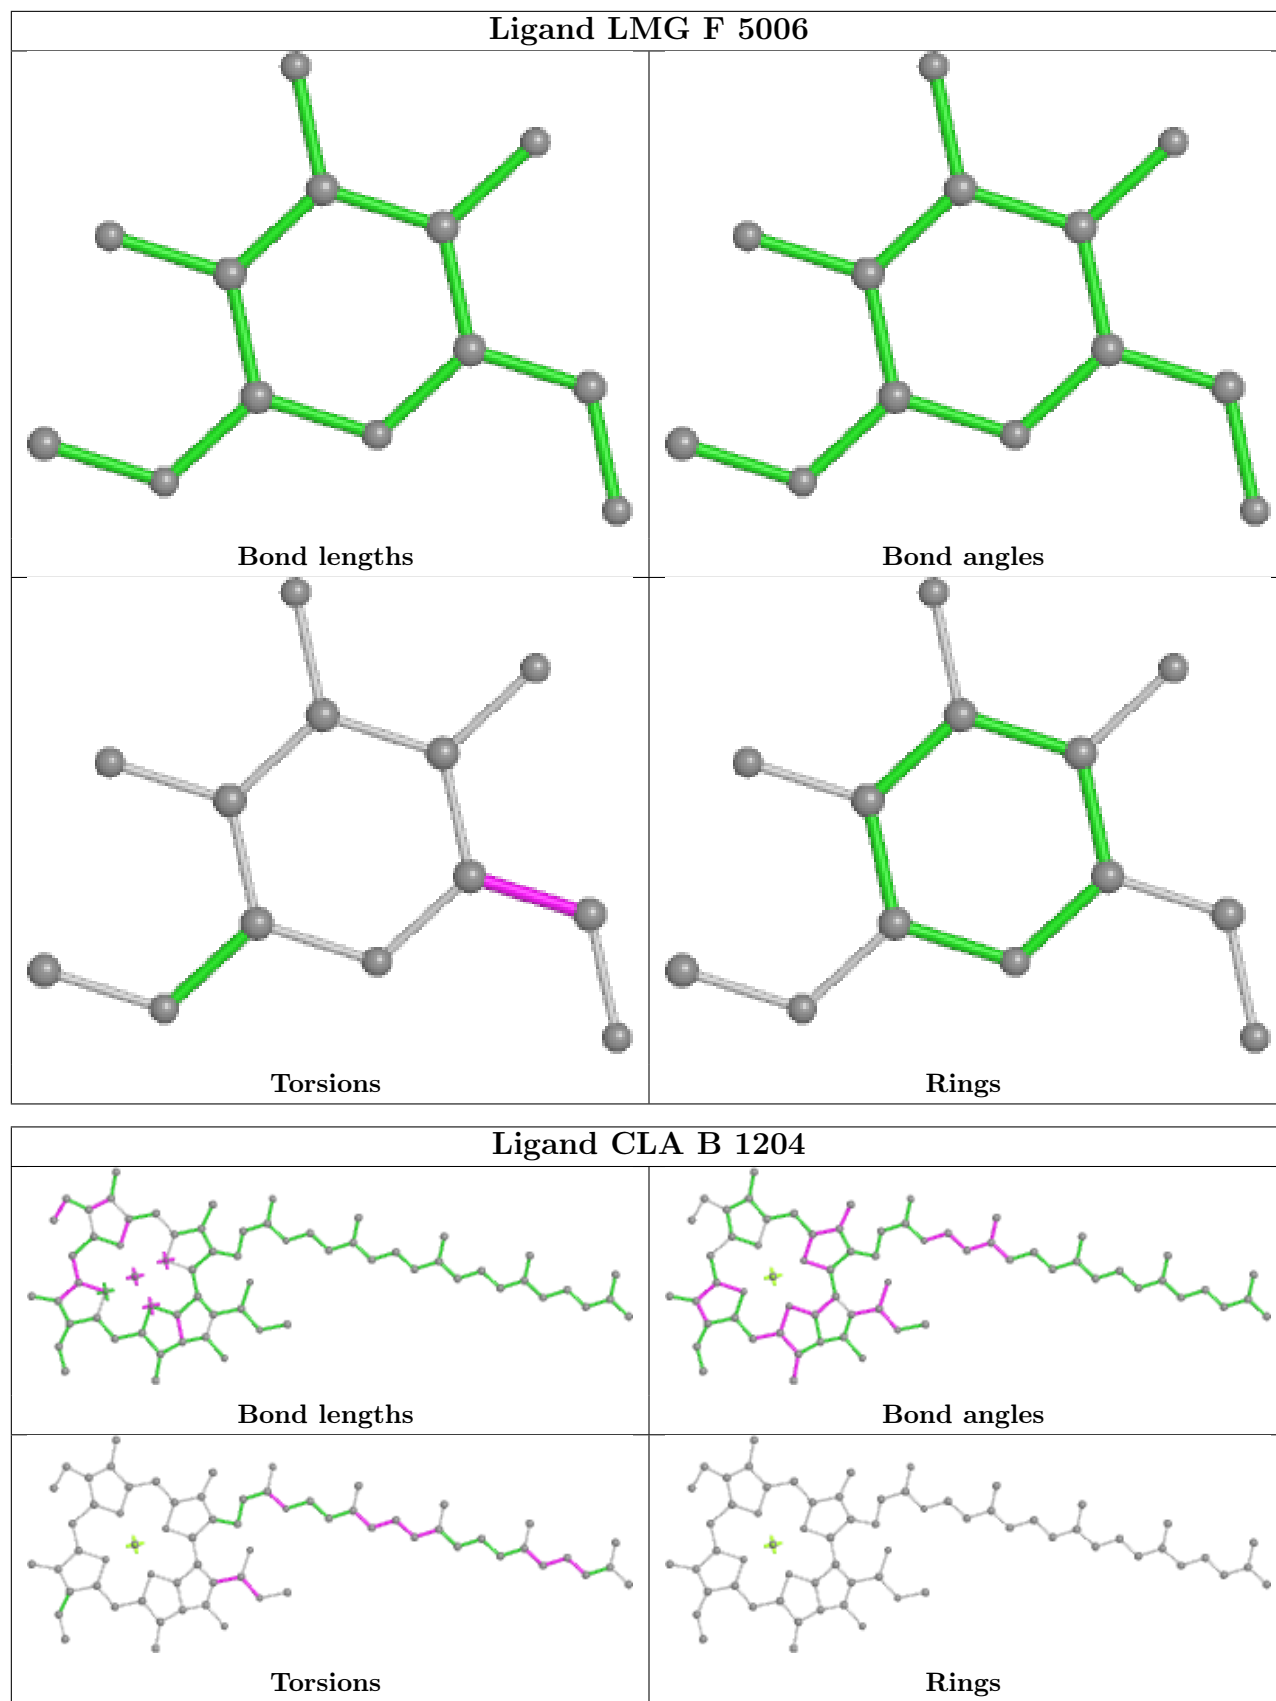 Ligand LMG F 5006
Bond lengths
Bond angles
Torsions
Rings
Ligand CLA B 1204
Bond lengths
Bond angles
Torsions
Rings